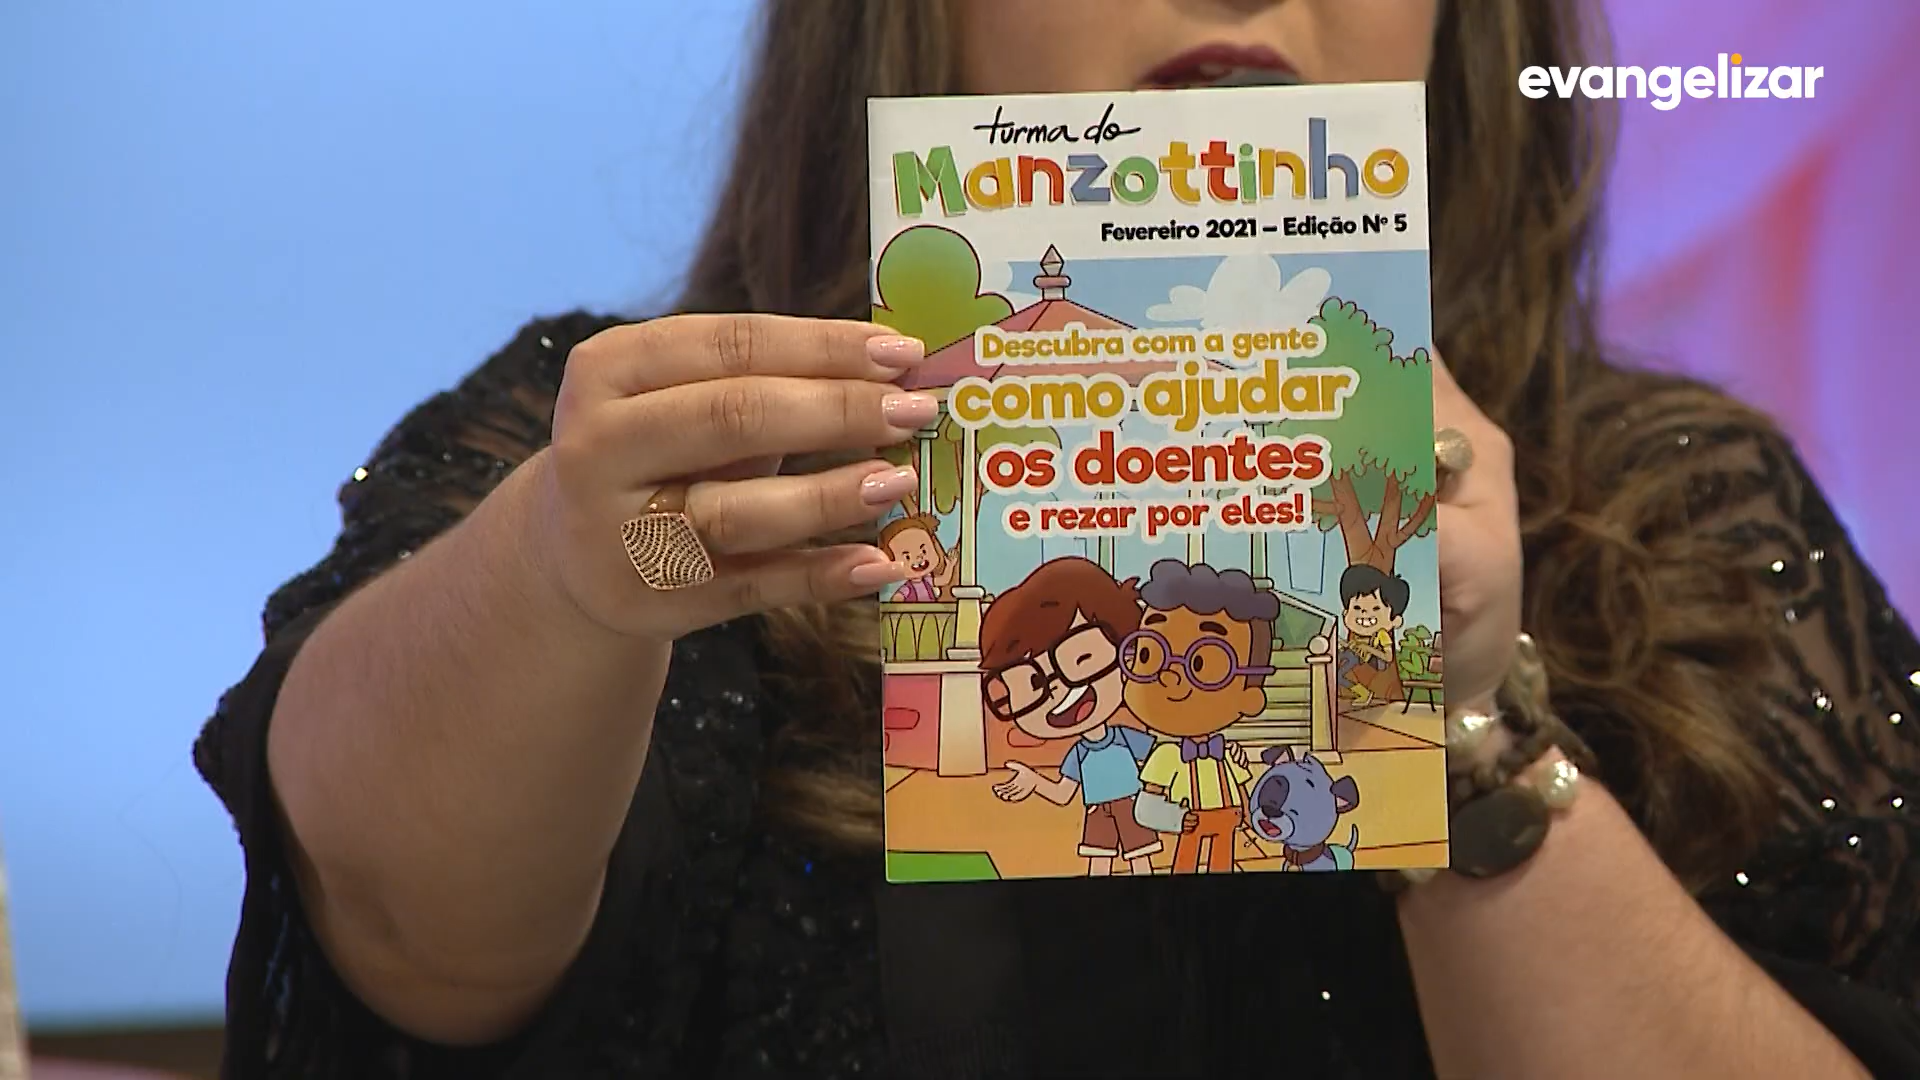 evangelizar
turma do
Manzottinho
Fevereiro 2021 – Edição Nº 5
Descubra com a gente
como ajudar
os doentes
e rezar por eles!